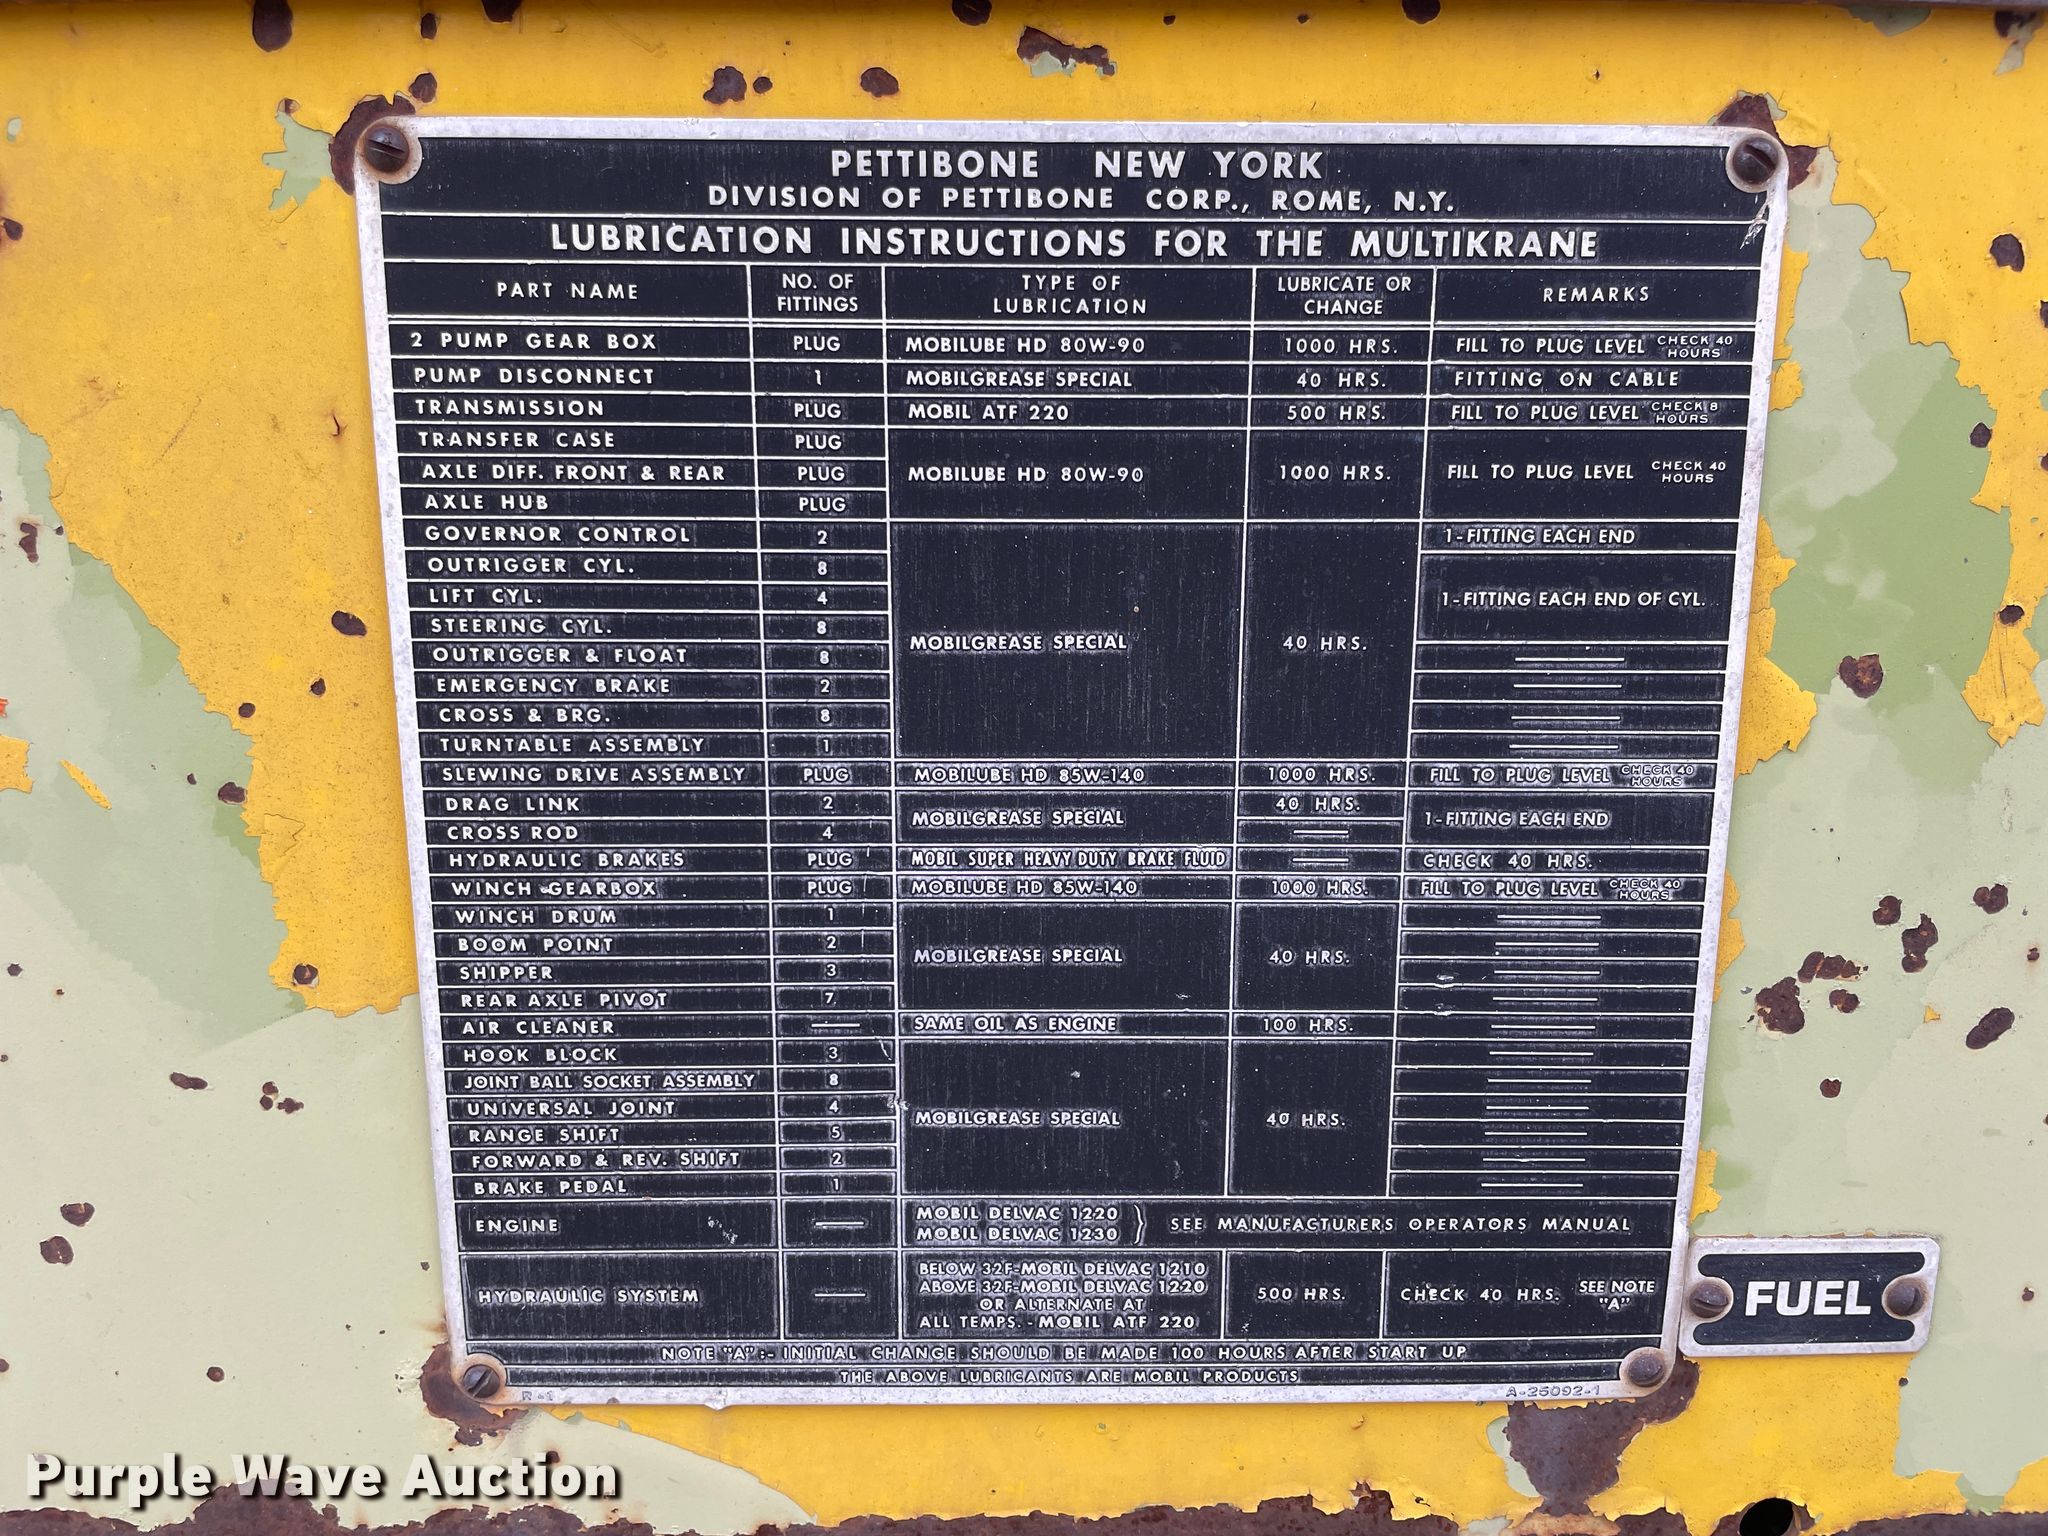 PETTIBONE NEW YORK
DIVISION OF PETTIBONE CORP., ROME, N.Y.
LUBRICATION INSTRUCTIONS FOR THE MULTIKRANE
PART NAME NO. OF FITTINGS TYPE OF LUBRICATION LUBRICATE OR CHANGE REMARKS
2 PUMP GEAR BOX PLUG MOBILUBE HD 80W-90 1000 HRS. FILL TO PLUG LEVEL CHECK 40 HOURS
PUMP DISCONNECT 1 MOBILGREASE SPECIAL 40 HRS. FITTING ON CABLE
TRANSMISSION PLUG MOBIL ATF 220 500 HRS. FILL TO PLUG LEVEL CHECK 8 HOURS
TRANSFER CASE PLUG
AXLE DIFF. FRONT & REAR PLUG MOBILUBE HD 80W-90 1000 HRS. FILL TO PLUG LEVEL CHECK 40 HOURS
AXLE HUB PLUG
GOVERNOR CONTROL 2 1-FITTING EACH END
OUTRIGGER CYL. 8
LIFT CYL. 4 1-FITTING EACH END OF CYL.
STEERING CYL. 8
OUTRIGGER & FLOAT 8 MOBILGREASE SPECIAL 40 HRS.
EMERGENCY BRAKE 2
CROSS & BRG. 8
TURNTABLE ASSEMBLY 1
SLEWING DRIVE ASSEMBLY PLUG MOBILUBE HD 85W-140 1000 HRS. FILL TO PLUG LEVEL CHECK 40 HOURS
DRAG LINK 2 MOBILGREASE SPECIAL 40 HRS. 1-FITTING EACH END
CROSS ROD 4
HYDRAULIC BRAKES PLUG MOBIL SUPER HEAVY DUTY BRAKE FLUID CHECK 40 HRS.
WINCH GEARBOX PLUG MOBILUBE HD 85W-140 1000 HRS. FILL TO PLUG LEVEL CHECK 40 HOURS
WINCH DRUM 1
BOOM POINT 2 MOBILGREASE SPECIAL 40 HRS.
SHIPPER 3
REAR AXLE PIVOT 7
AIR CLEANER SAME OIL AS ENGINE 100 HRS.
HOOK BLOCK 3
JOINT BALL SOCKET ASSEMBLY 8
UNIVERSAL JOINT 4 MOBILGREASE SPECIAL 40 HRS.
RANGE SHIFT 5
FORWARD & REV. SHIFT 2
BRAKE PEDAL 1
ENGINE MOBIL DELVAC 1220 MOBIL DELVAC 1230 } SEE MANUFACTURERS OPERATORS MANUAL
HYDRAULIC SYSTEM BELOW 32F-MOBIL DELVAC 1210 ABOVE 32F-MOBIL DELVAC 1220 OR ALTERNATE AT ALL TEMPS. - MOBIL ATF 220 500 HRS. CHECK 40 HRS. SEE NOTE "A"
NOTE "A":- INITIAL CHANGE SHOULD BE MADE 100 HOURS AFTER START UP
THE ABOVE LUBRICANTS ARE MOBIL PRODUCTS
R-1 A-25092-1
FUEL
Purple Wave Auction